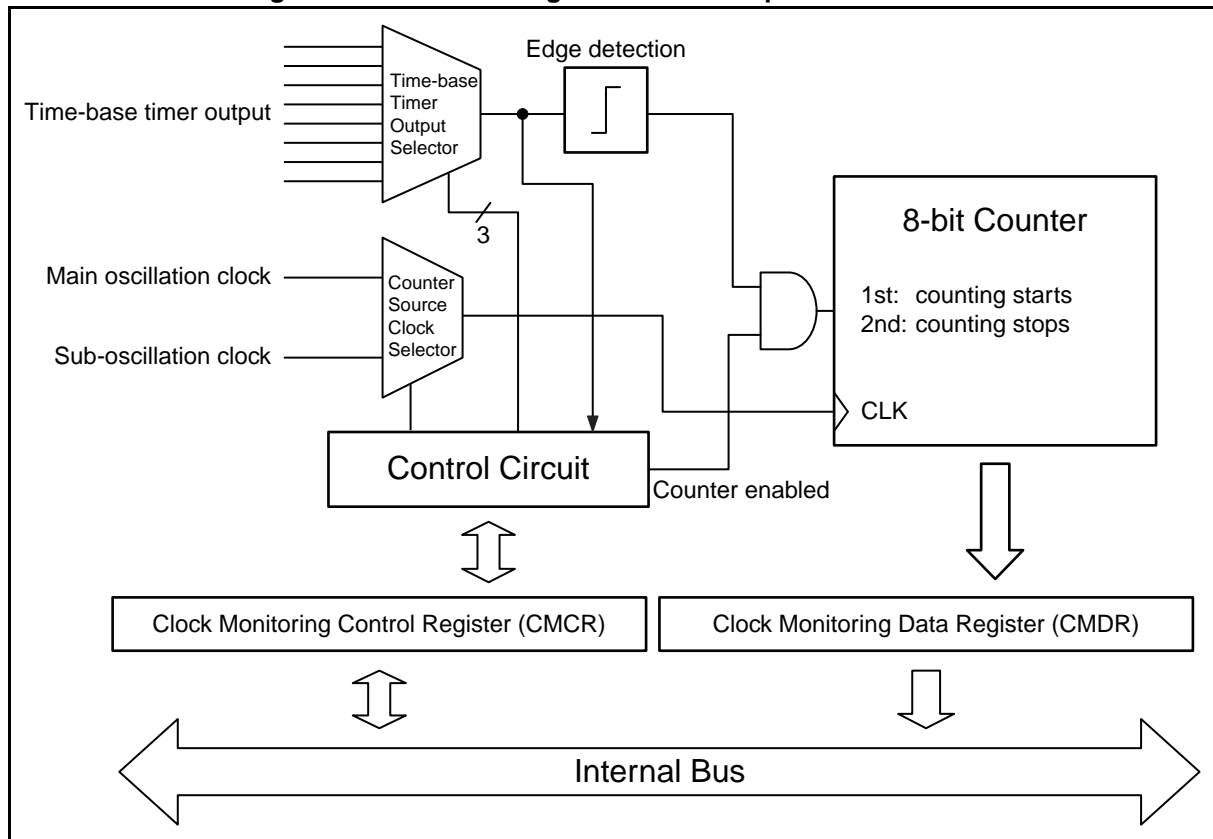 Edge detection
Time-base timer output
Time-base
Timer
Output
Selector
3
8-bit Counter
1st: counting starts
2nd: counting stops
CLK
Main oscillation clock
Sub-oscillation clock
Counter
Source
Clock
Selector
Control Circuit
Counter enabled
Clock Monitoring Control Register (CMCR)
Clock Monitoring Data Register (CMDR)
Internal Bus